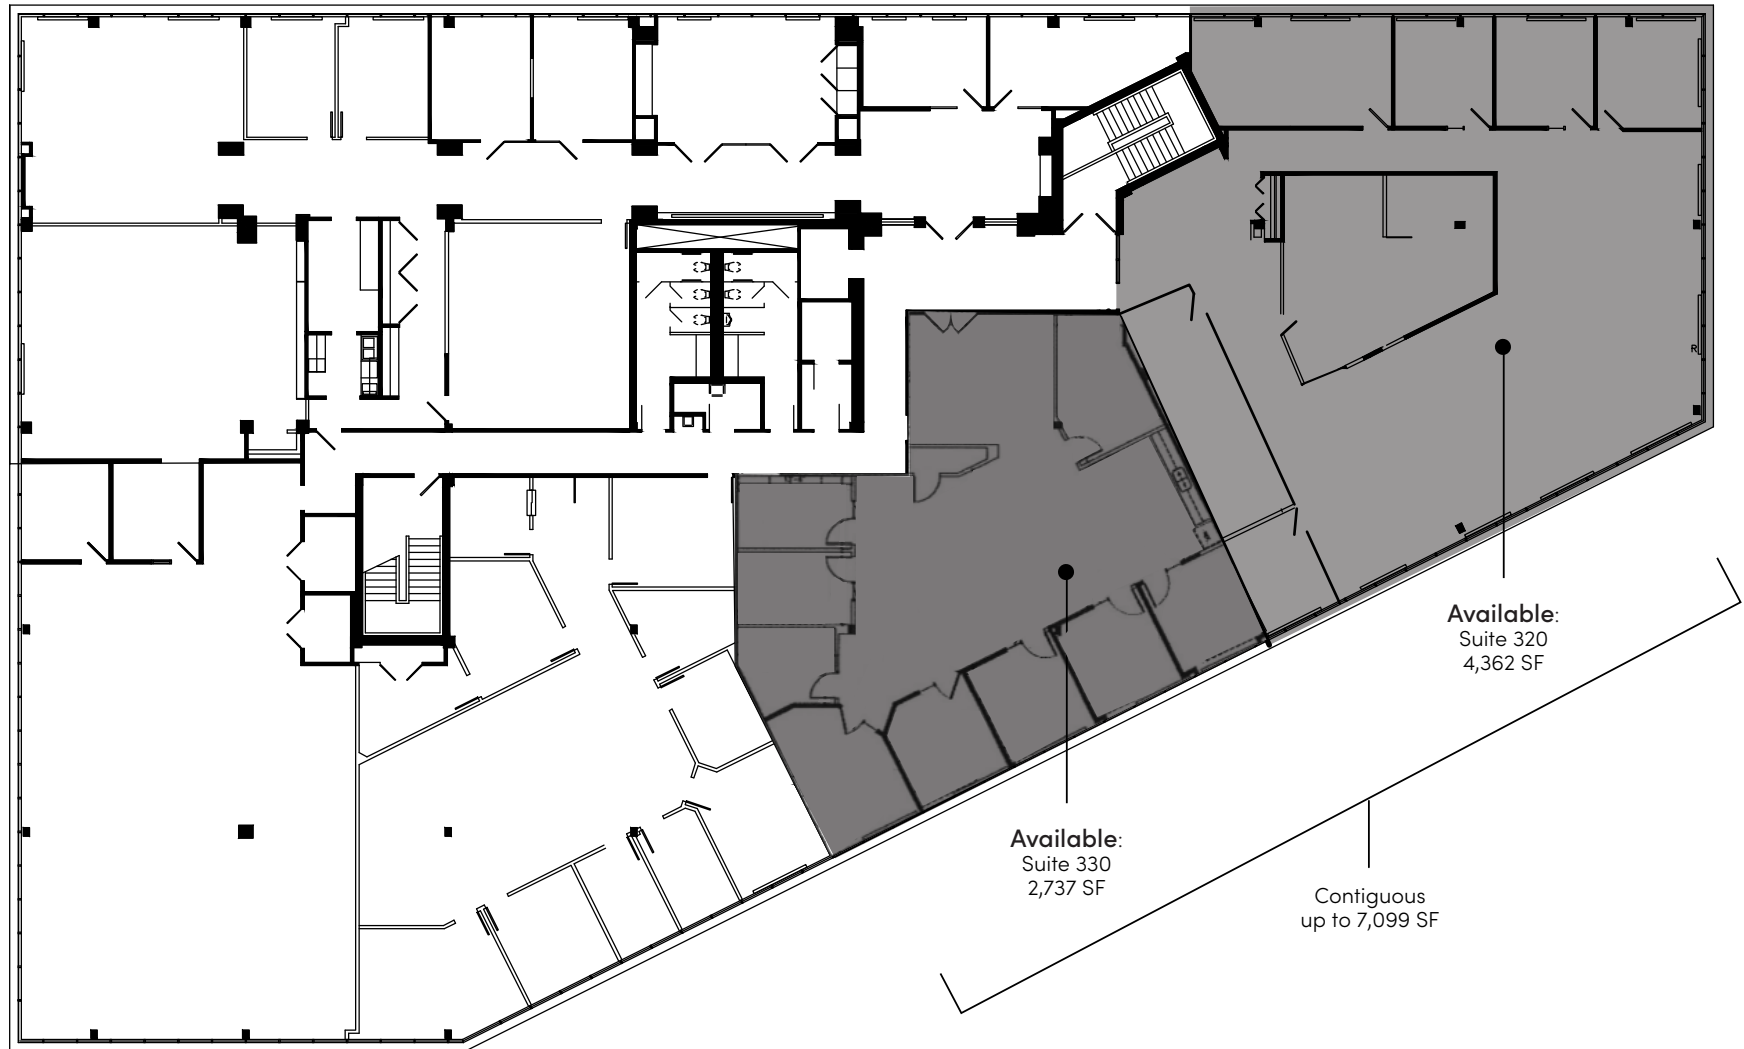 R
Available:
Suite 320
4,362 SF
Available:
Suite 330
2,737 SF
Contiguous
up to 7,099 SF